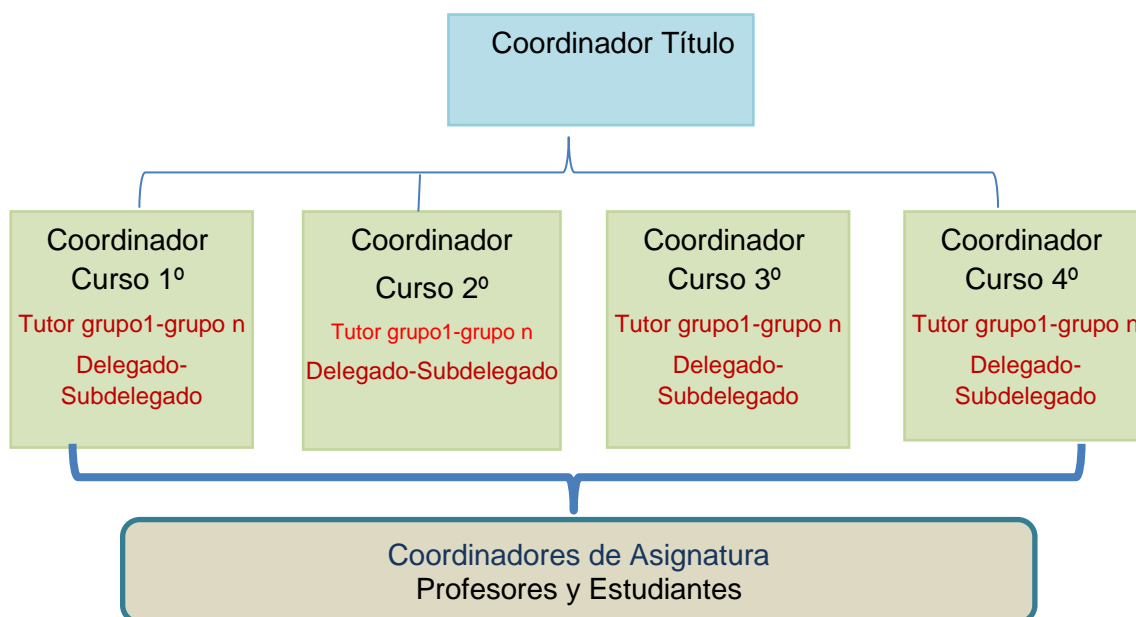 Coordinador Título
Coordinador
Curso 1º
Tutor grupo1-grupo n
Delegado-
Subdelegado
Coordinador
Curso 2º
Tutor grupo1-grupo n
Delegado-Subdelegado
Coordinador
Curso 3º
Tutor grupo1-grupo n
Delegado-
Subdelegado
Coordinador
Curso 4º
Tutor grupo1-grupo n
Delegado-
Subdelegado
Coordinadores de Asignatura
Profesores y Estudiantes